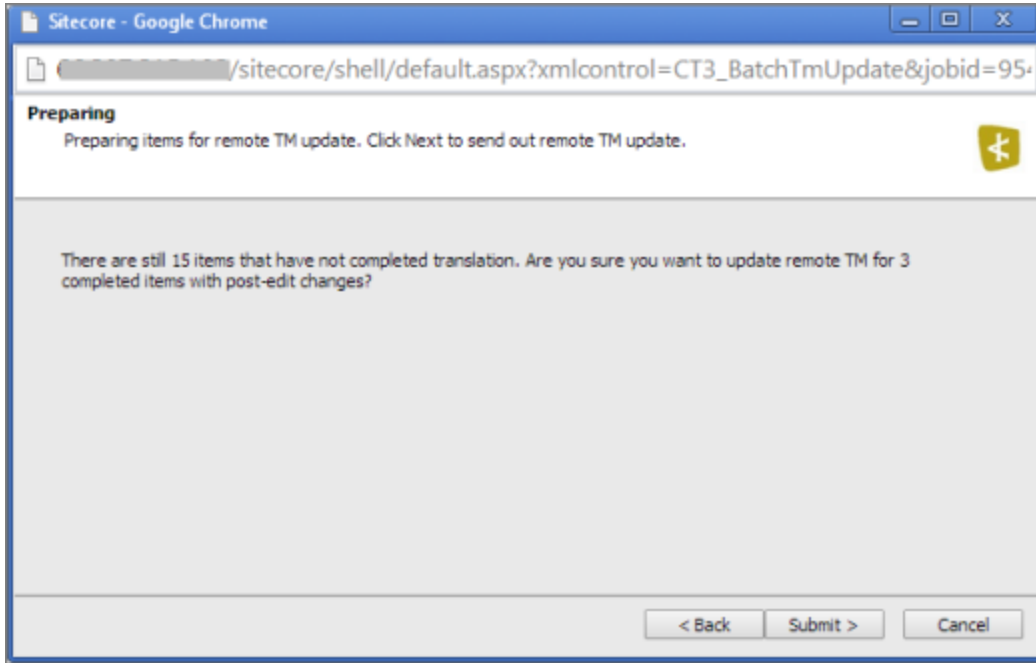 Sitecore - Google Chrome
/sitecore/shell/default.aspx?xmlcontrol=CT3_BatchTmUpdate&jobid=95
Preparing
Preparing items for remote TM update. Click Next to send out remote TM update.
There are still 15 items that have not completed translation. Are you sure you want to update remote TM for 3
completed items with post-edit changes?
< Back Submit > Cancel